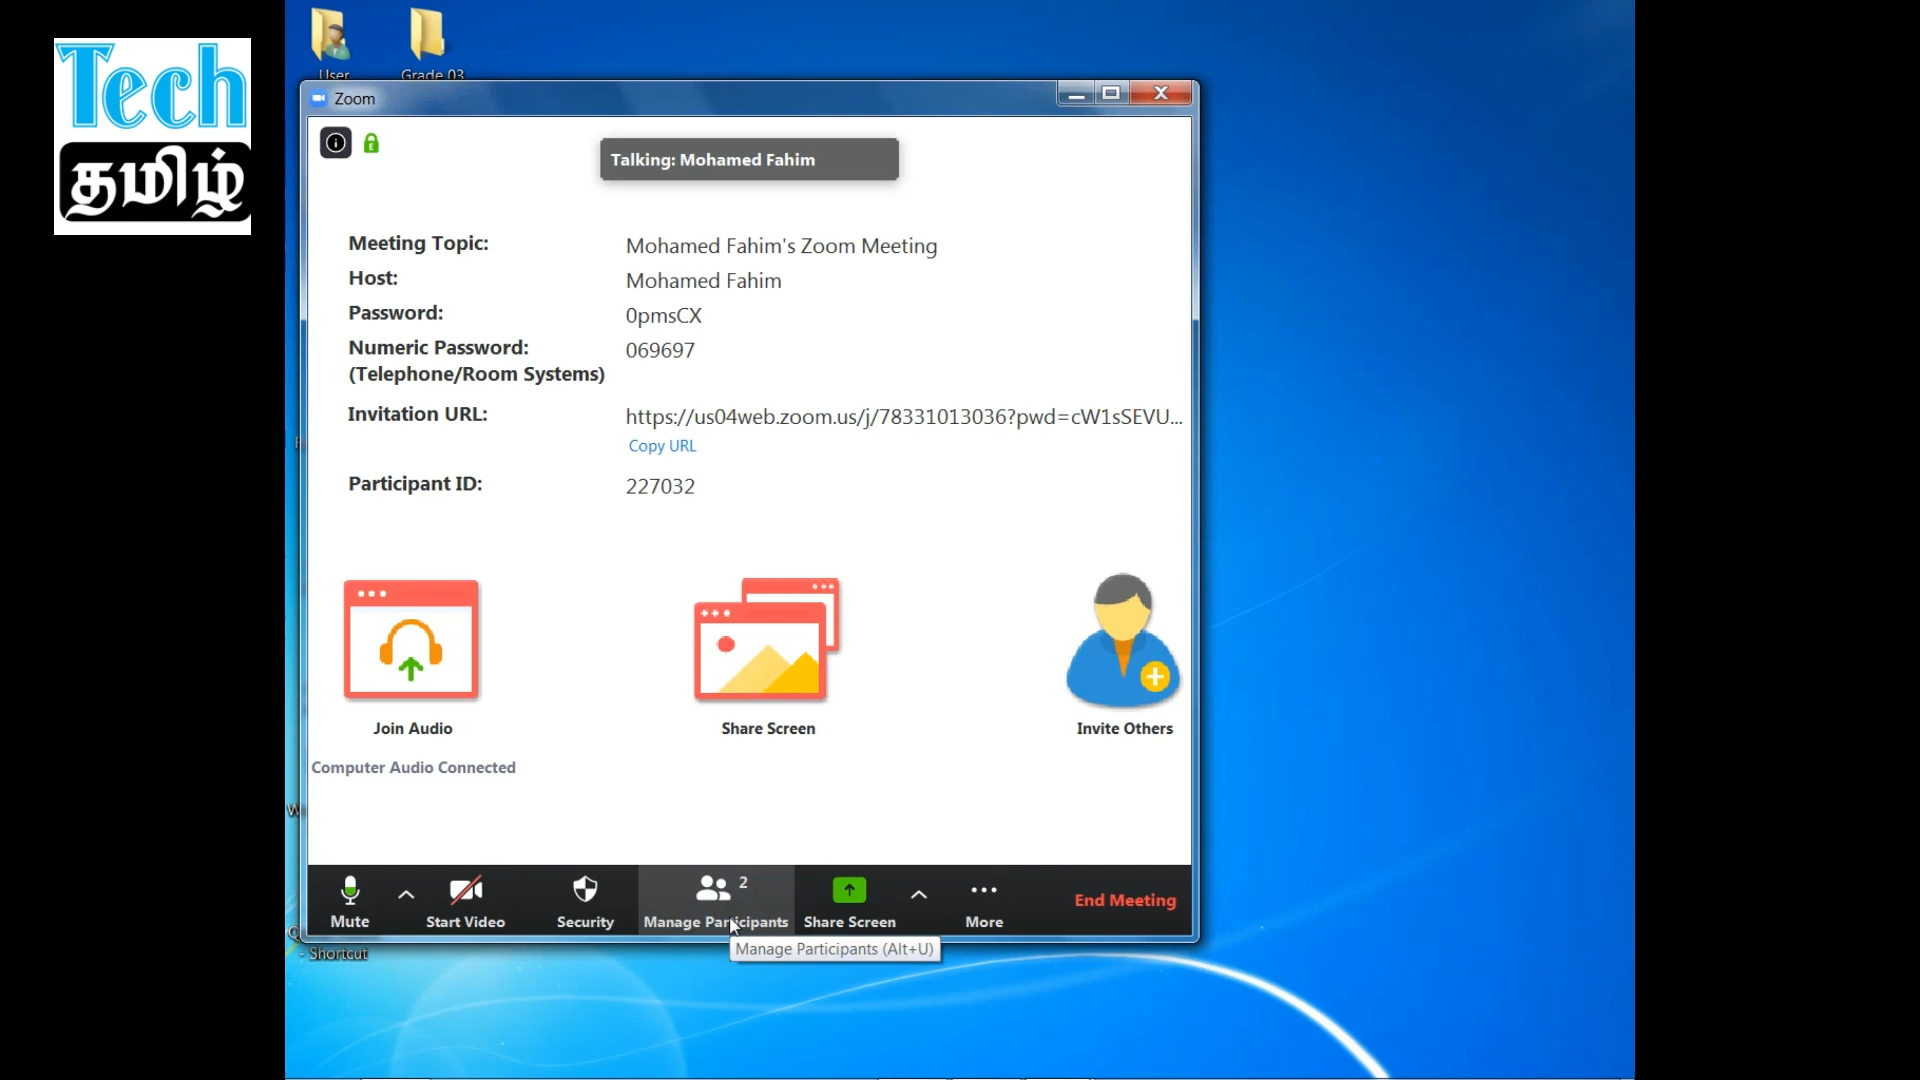 Tech
தமிழ்
User
Grade 03
Zoom
Talking: Mohamed Fahim
Meeting Topic: Mohamed Fahim's Zoom Meeting
Host: Mohamed Fahim
Password: 0pmsCX
Numeric Password: 069697
(Telephone/Room Systems)
Invitation URL: https://us04web.zoom.us/j/78331013036?pwd=cW1sSEVU...
Copy URL
Participant ID: 227032
Join Audio
Share Screen
Invite Others
Computer Audio Connected
2
Mute
Start Video
Security
Manage Participants
Share Screen
More
End Meeting
Manage Participants (Alt+U)
- Shortcut